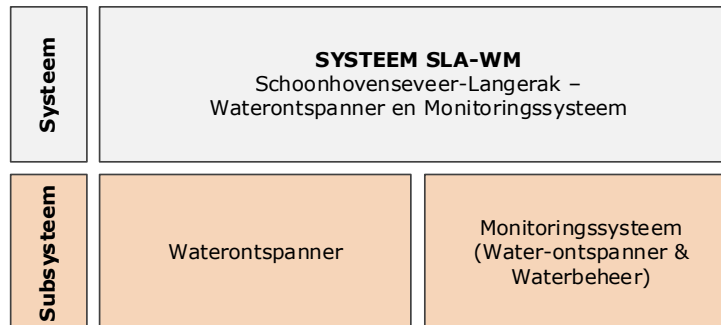 Systeem
SYSTEEM SLA-WM
Schoonhovenseveer-Langerak –
Waterontspanner en Monitoringssysteem
Subsysteem
Waterontspanner
Monitoringssysteem
(Water-ontspanner &
Waterbeheer)